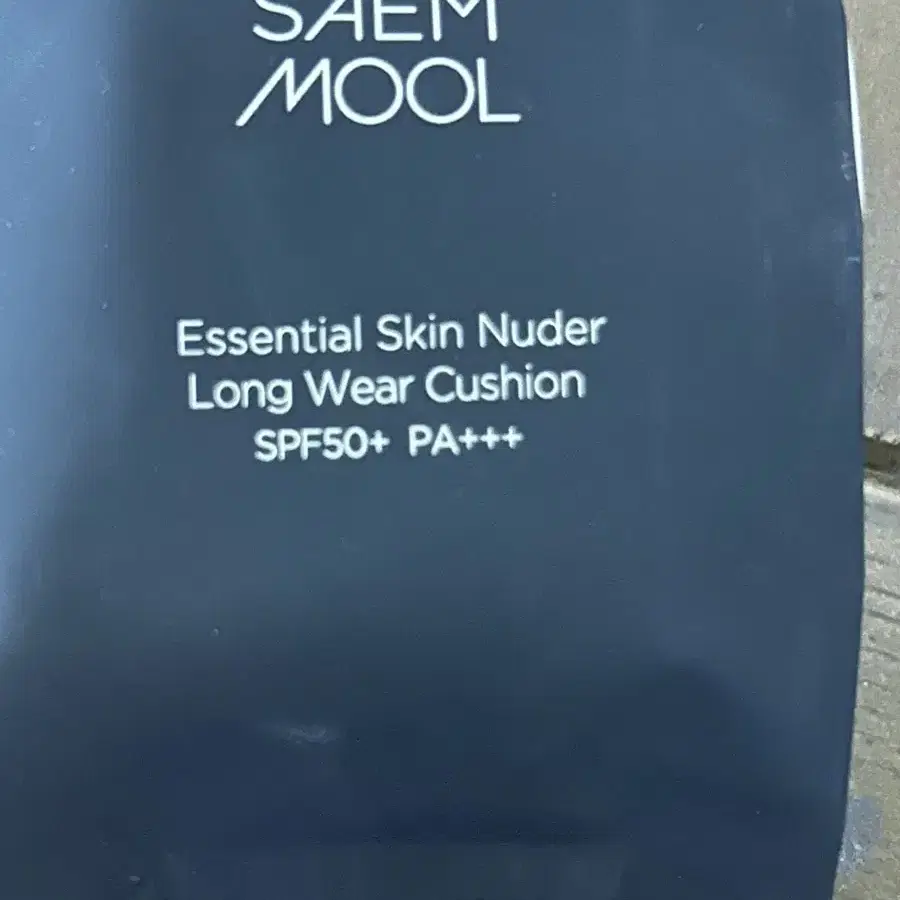 SAEM
MOOL
Essential Skin Nuder
Long Wear Cushion
SPF50+ PA+++